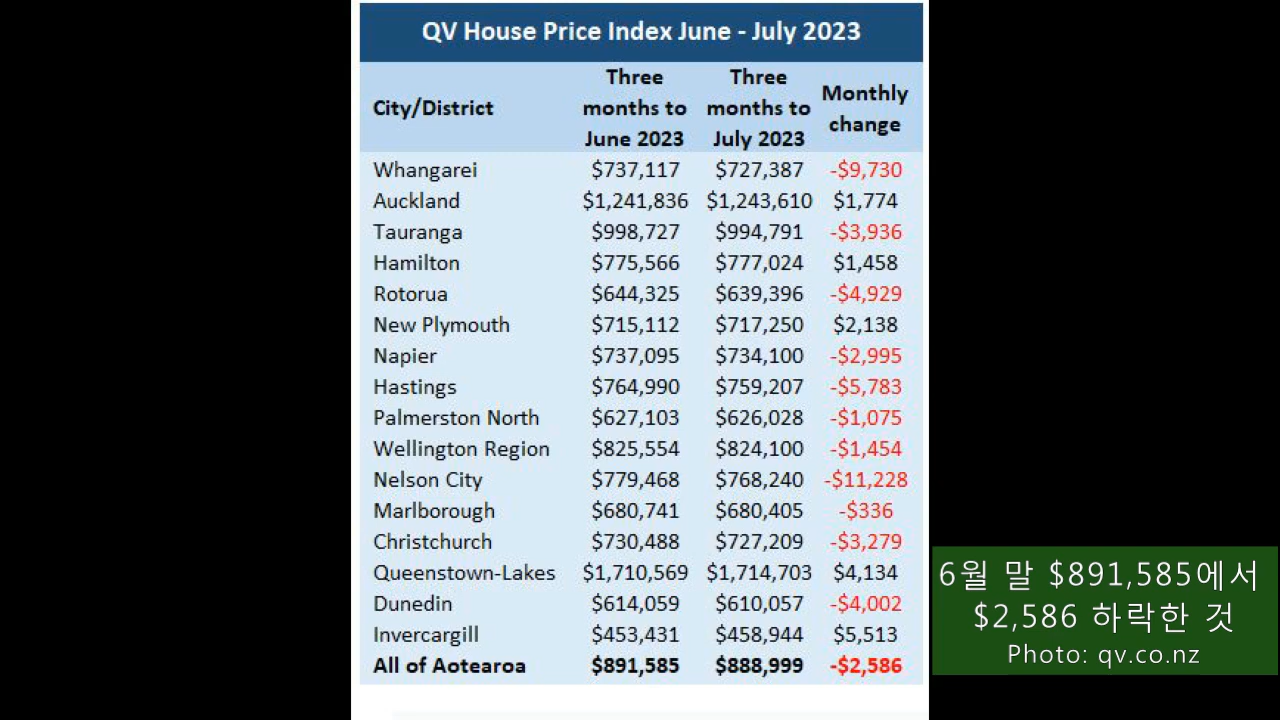 QV House Price Index June - July 2023
City/District Three months to June 2023 Three months to July 2023 Monthly change
Whangarei $737,117 $727,387 -$9,730
Auckland $1,241,836 $1,243,610 $1,774
Tauranga $998,727 $994,791 -$3,936
Hamilton $775,566 $777,024 $1,458
Rotorua $644,325 $639,396 -$4,929
New Plymouth $715,112 $717,250 $2,138
Napier $737,095 $734,100 -$2,995
Hastings $764,990 $759,207 -$5,783
Palmerston North $627,103 $626,028 -$1,075
Wellington Region $825,554 $824,100 -$1,454
Nelson City $779,468 $768,240 -$11,228
Marlborough $680,741 $680,405 -$336
Christchurch $730,488 $727,209 -$3,279
Queenstown-Lakes $1,710,569 $1,714,703 $4,134
Dunedin $614,059 $610,057 -$4,002
Invercargill $453,431 $458,944 $5,513
All of Aotearoa $891,585 $888,999 -$2,586
6월 말 $891,585에서
$2,586 하락한 것
Photo: qv.co.nz